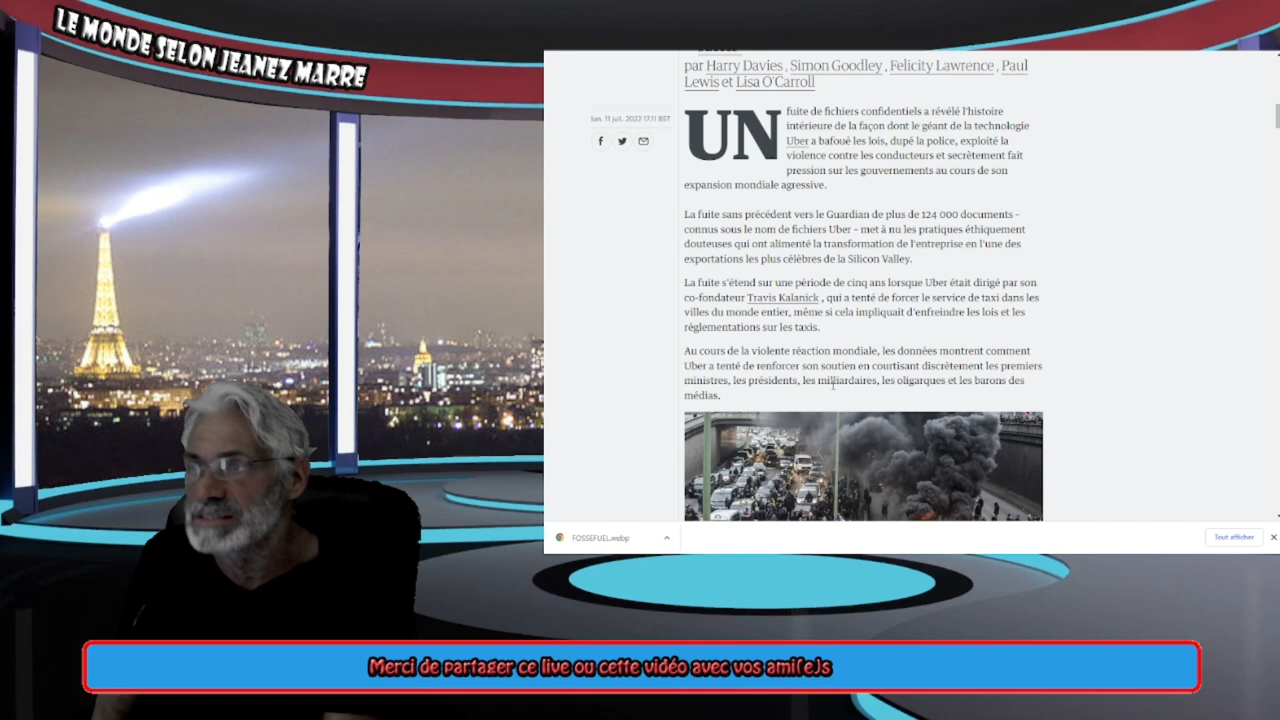 LE MONDE SELON JEANEZ MARRE
par Harry Davies , Simon Goodley , Felicity Lawrence , Paul
Lewis et Lisa O'Carroll
lun. 11 juil. 2022 17.11 BST
UN fuite de fichiers confidentiels a révélé l'histoire
intérieure de la façon dont le géant de la technologie
Uber a bafoué les lois, dupé la police, exploité la
violence contre les conducteurs et secrètement fait
pression sur les gouvernements au cours de son
expansion mondiale agressive.
La fuite sans précédent vers le Guardian de plus de 124 000 documents -
connus sous le nom de fichiers Uber - met à nu les pratiques éthiquement
douteuses qui ont alimenté la transformation de l'entreprise en l'une des
exportations les plus célèbres de la Silicon Valley.
La fuite s'étend sur une période de cinq ans lorsque Uber était dirigé par son
co-fondateur Travis Kalanick , qui a tenté de forcer le service de taxi dans les
villes du monde entier, même si cela impliquait d'enfreindre les lois et les
réglementations sur les taxis.
Au cours de la violente réaction mondiale, les données montrent comment
Uber a tenté de renforcer son soutien en courtisant discrètement les premiers
ministres, les présidents, les milliardaires, les oligarques et les barons des
médias.
FOSSEFUEL.webp
Tout afficher
Merci de partager ce live ou cette vidéo avec vos ami(e)s